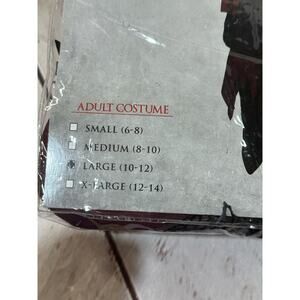 ADULT COSTUME
SMALL (6-8)
MEDIUM (8-10)
LARGE (10-12)
X-LARGE (12-14)